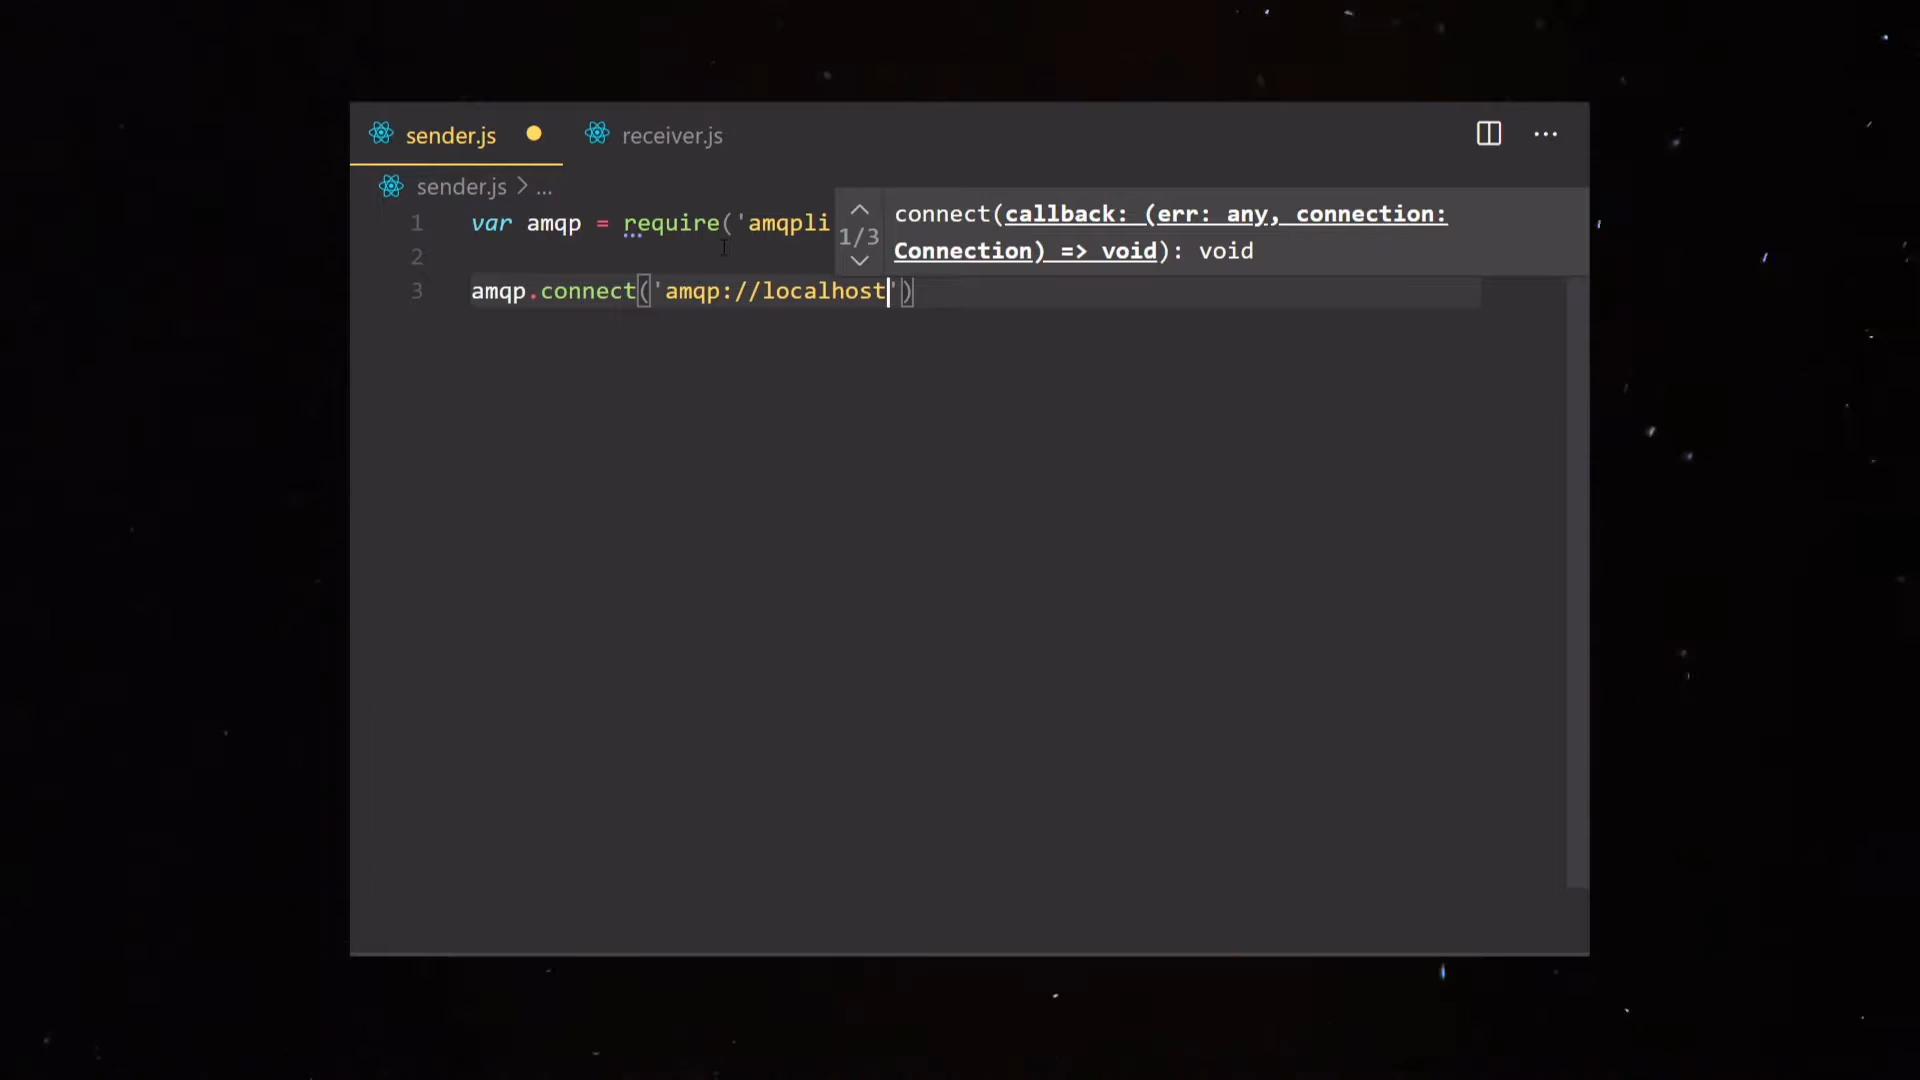 sender.js
receiver.js
...
sender.js > ...
1 var amqp = require('amqpli
connect(callback: (err: any, connection:
1/3
Connection) => void): void
2
3 amqp.connect('amqp://localhost')